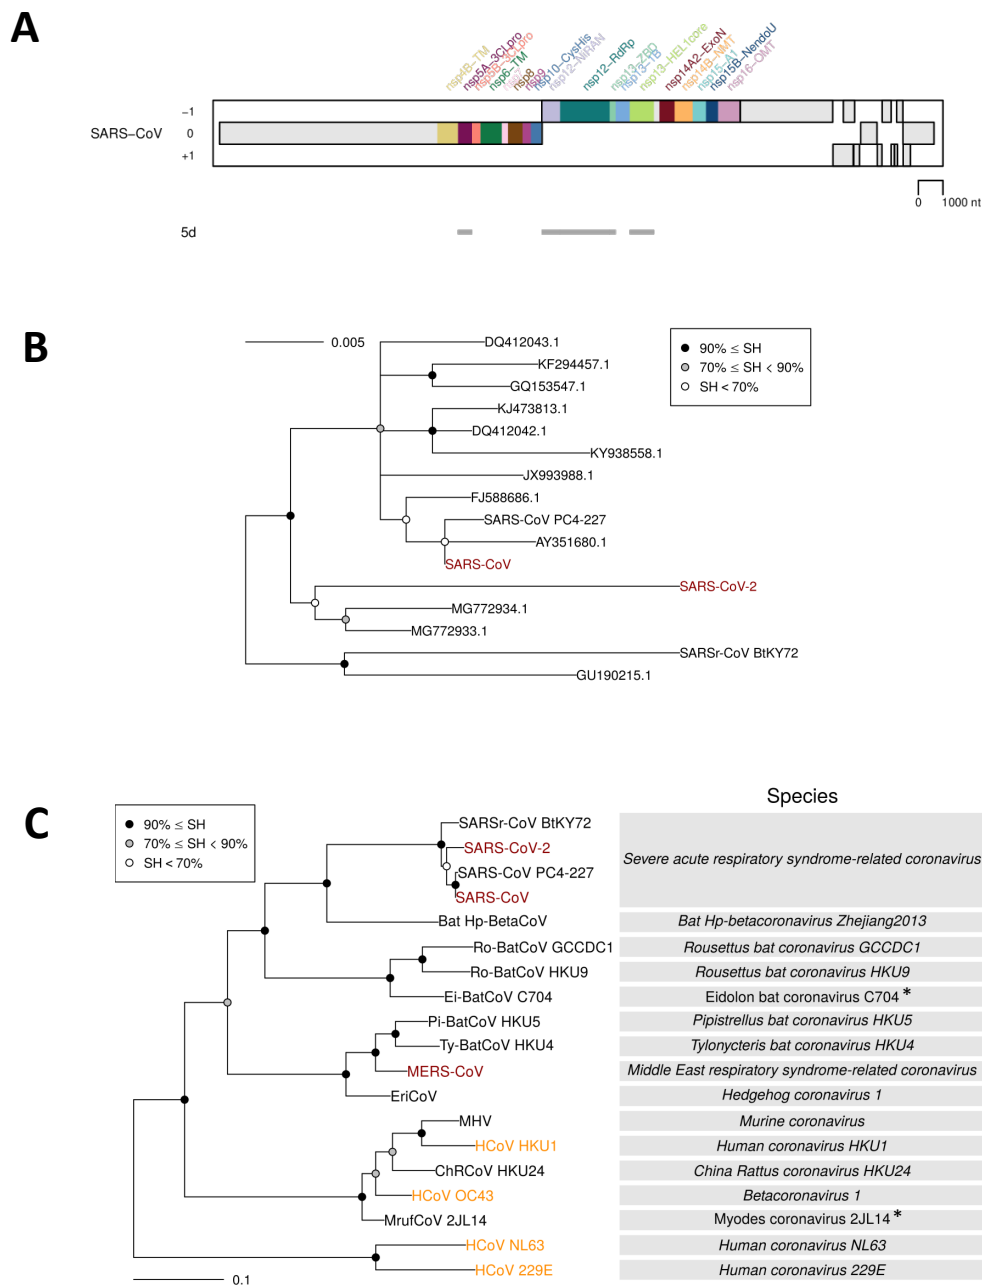 A
nsp4B-TM
nsp5A-3CLpro
nsp5B-3CLpro
nsp6-TM
nsp8
nsp9
nsp10-CysHis
nsp12-NiRAN
nsp12-RdRp
nsp13-ZBD
nsp13-1B
nsp13-HEL1core
nsp14A2-ExoN
nsp14B-NMT
nsp15-A1
nsp15B-NendoU
nsp16-OMT
-1
SARS-CoV 0
+1
0 1000 nt
5d
B
0.005
90% ≤ SH
70% ≤ SH < 90%
SH < 70%
DQ412043.1
KF294457.1
GQ153547.1
KJ473813.1
DQ412042.1
KY938558.1
JX993988.1
FJ588686.1
SARS-CoV PC4-227
AY351680.1
SARS-CoV
SARS-CoV-2
MG772934.1
MG772933.1
SARSr-CoV BtKY72
GU190215.1
C
90% ≤ SH
70% ≤ SH < 90%
SH < 70%
Species
SARSr-CoV BtKY72
SARS-CoV-2
Severe acute respiratory syndrome-related coronavirus
SARS-CoV PC4-227
SARS-CoV
Bat Hp-BetaCoV Bat Hp-betacoronavirus Zhejiang2013
Ro-BatCoV GCCDC1 Rousettus bat coronavirus GCCDC1
Ro-BatCoV HKU9 Rousettus bat coronavirus HKU9
Ei-BatCoV C704 Eidolon bat coronavirus C704 *
Pi-BatCoV HKU5 Pipistrellus bat coronavirus HKU5
Ty-BatCoV HKU4 Tylonycteris bat coronavirus HKU4
MERS-CoV Middle East respiratory syndrome-related coronavirus
EriCoV Hedgehog coronavirus 1
MHV Murine coronavirus
HCoV HKU1 Human coronavirus HKU1
ChRCoV HKU24 China Rattus coronavirus HKU24
HCoV OC43 Betacoronavirus 1
MrufCoV 2JL14 Myodes coronavirus 2JL14 *
HCoV NL63 Human coronavirus NL63
HCoV 229E Human coronavirus 229E
0.1